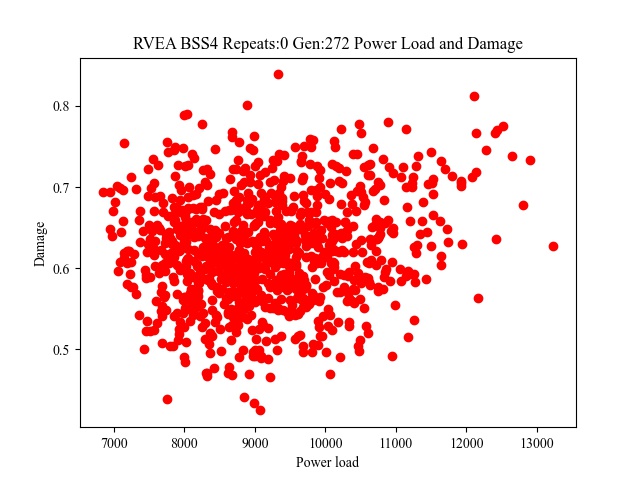 RVEA BSS4 Repeats:0 Gen:272 Power Load and Damage
0.8
0.7
0.6
0.5
Damage
7000 8000 9000 10000 11000 12000 13000
Power load